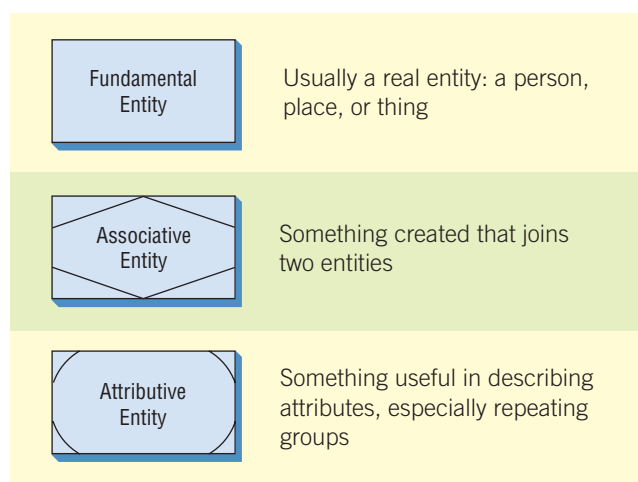 Fundamental
Entity
Usually a real entity: a person,
place, or thing
Associative
Entity
Something created that joins
two entities
Attributive
Entity
Something useful in describing
attributes, especially repeating
groups